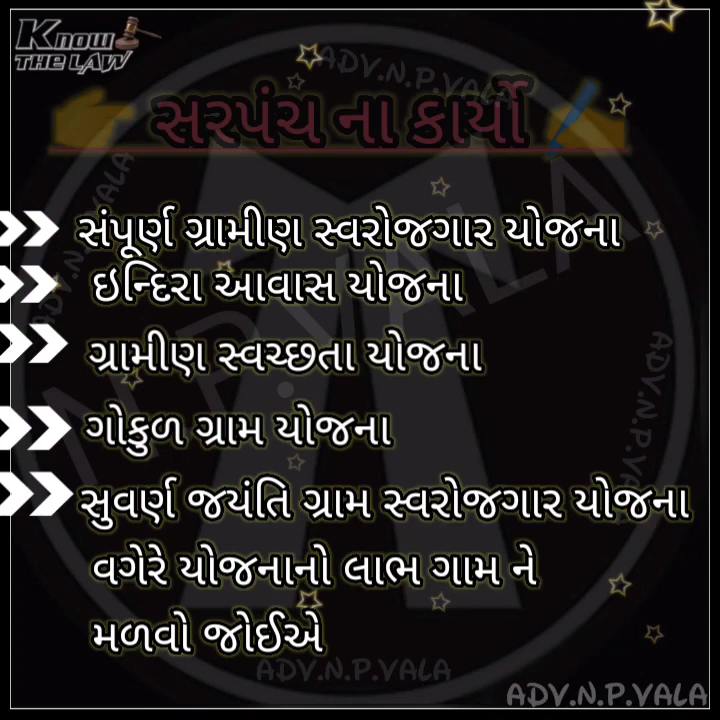 Know
THE LAW
ADV.N.P.VALA
સરપંચ ના કાર્યો
સંપૂર્ણ ગ્રામીણ સ્વરોજગાર યોજના
ઇન્દિરા આવાસ યોજના
ગ્રામીણ સ્વચ્છતા યોજના
ગોકુળ ગ્રામ યોજના
સુવર્ણ જયંતિ ગ્રામ સ્વરોજગાર યોજના
વગેરે યોજનાનો લાભ ગામ ને
મળવો જોઈએ
ADV.N.P.VALA
ADV.N.P.VALA